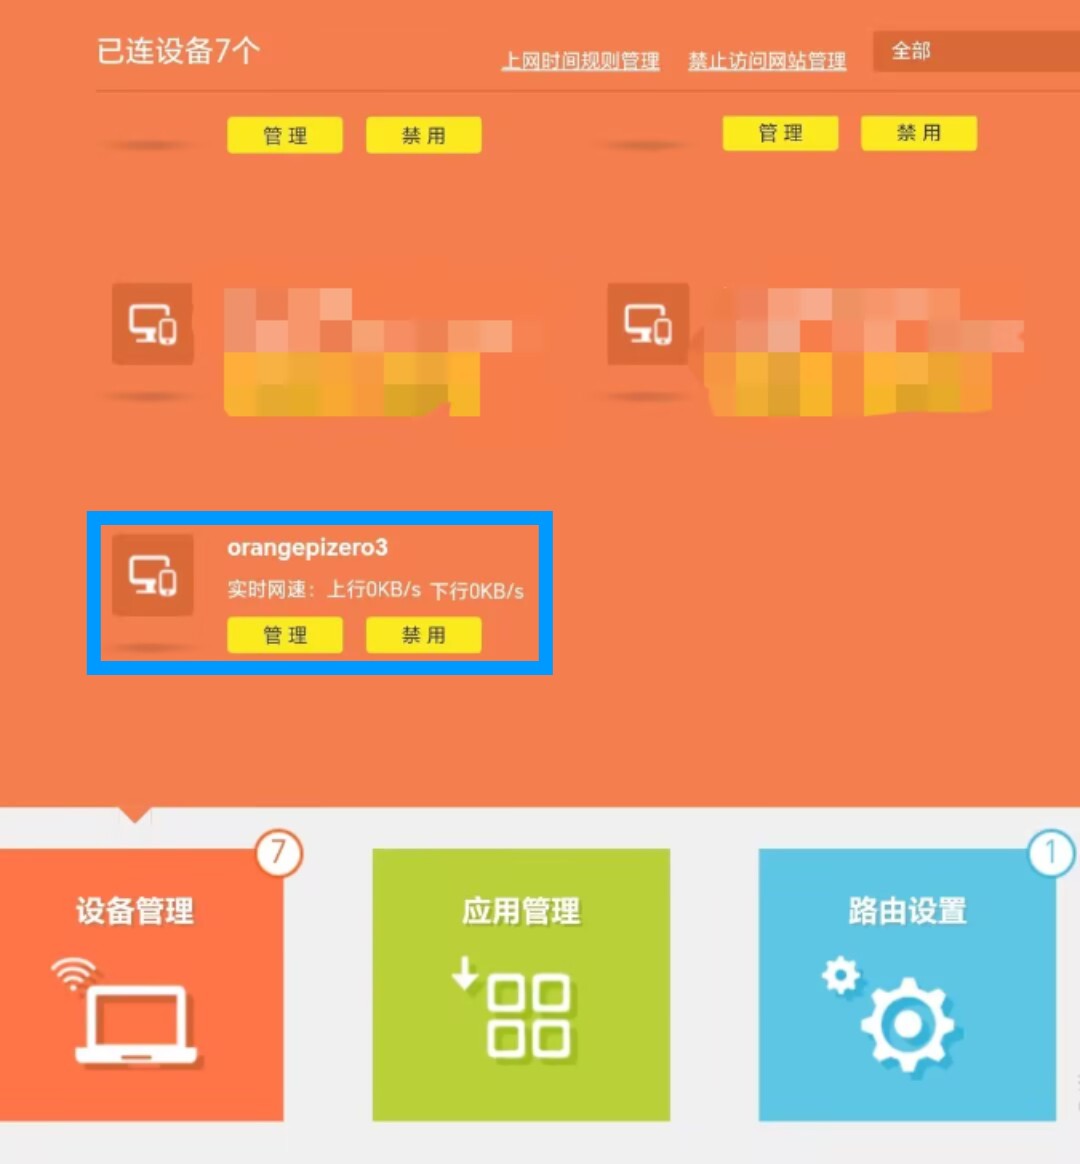 已连设备7个
上网时间规则管理 禁止访问网站管理 全部
管理 禁用 管理 禁用
orangepizero3
实时网速：上行0KB/s 下行0KB/s
管理 禁用
7 1
设备管理 应用管理 路由设置